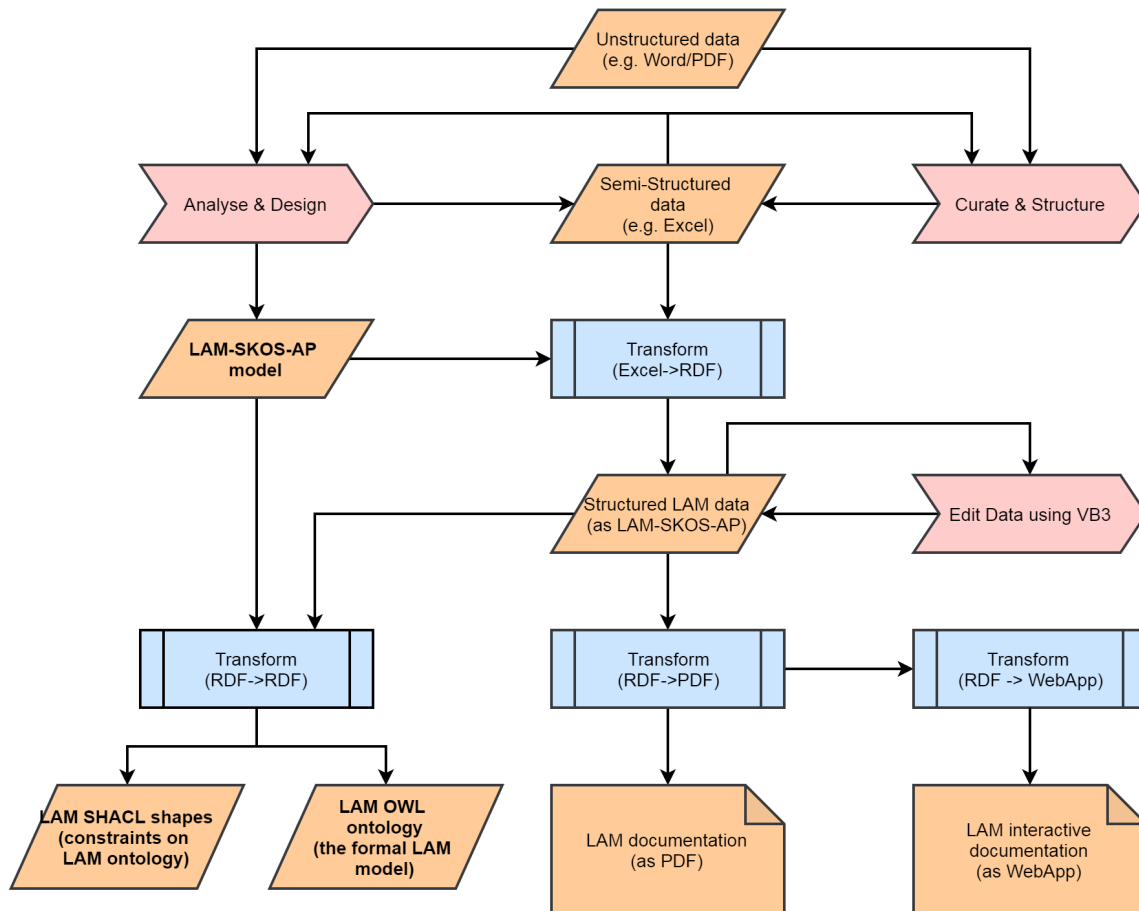 Unstructured data
(e.g. Word/PDF)
Analyse & Design
Semi-Structured
data
(e.g. Excel)
Curate & Structure
LAM-SKOS-AP
model
Transform
(Excel->RDF)
Structured LAM data
(as LAM-SKOS-AP)
Edit Data using VB3
Transform
(RDF->RDF)
Transform
(RDF->PDF)
Transform
(RDF -> WebApp)
LAM SHACL shapes
(constraints on
LAM ontology)
LAM OWL
ontology
(the formal LAM
model)
LAM documentation
(as PDF)
LAM interactive
documentation
(as WebApp)